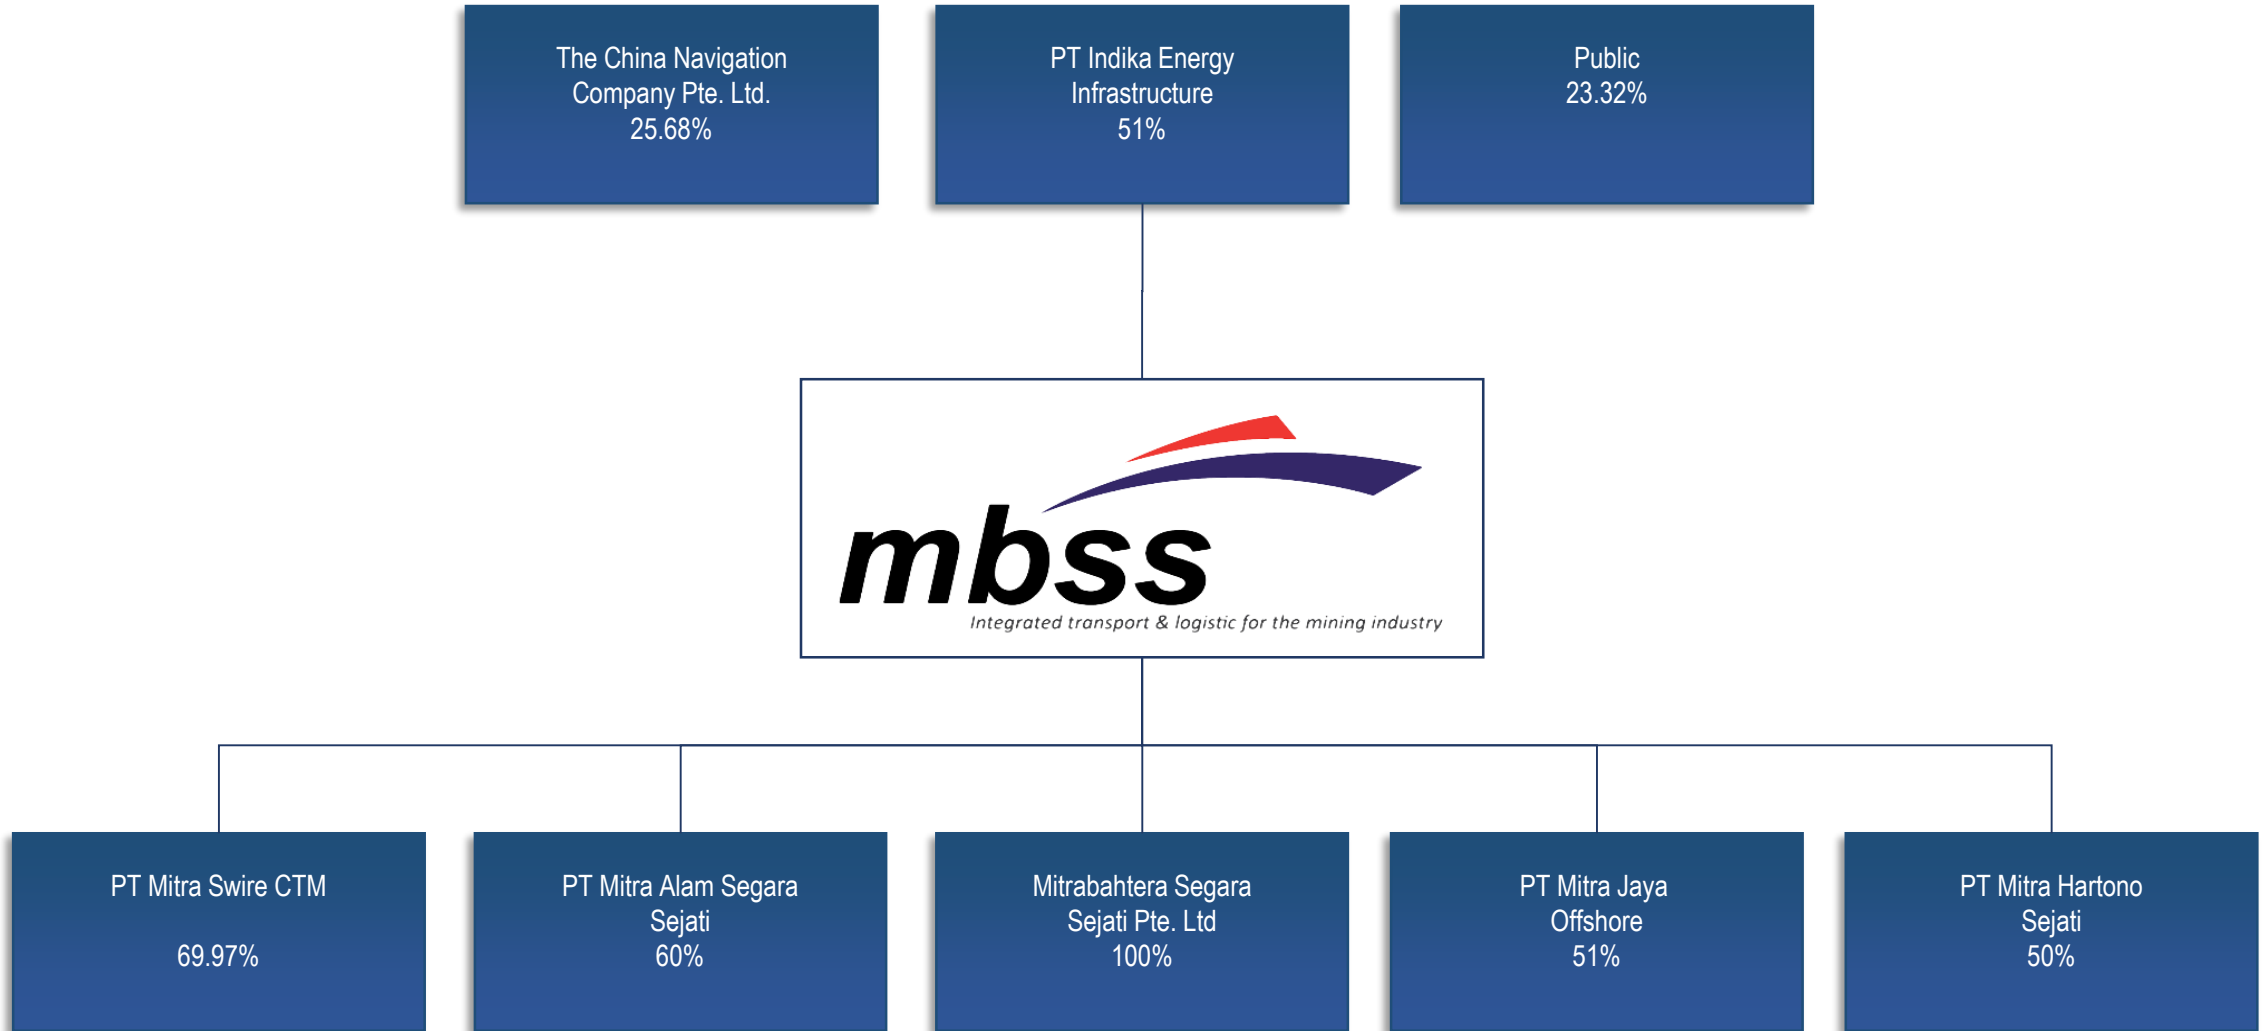 The China Navigation
Company Pte. Ltd.
25.68%
PT Indika Energy
Infrastructure
51%
Public
23.32%
mbss
Integrated transport & logistic for the mining industry
PT Mitra Swire CTM
69.97%
PT Mitra Alam Segara
Sejati
60%
Mitrabahtera Segara
Sejati Pte. Ltd
100%
PT Mitra Jaya
Offshore
51%
PT Mitra Hartono
Sejati
50%